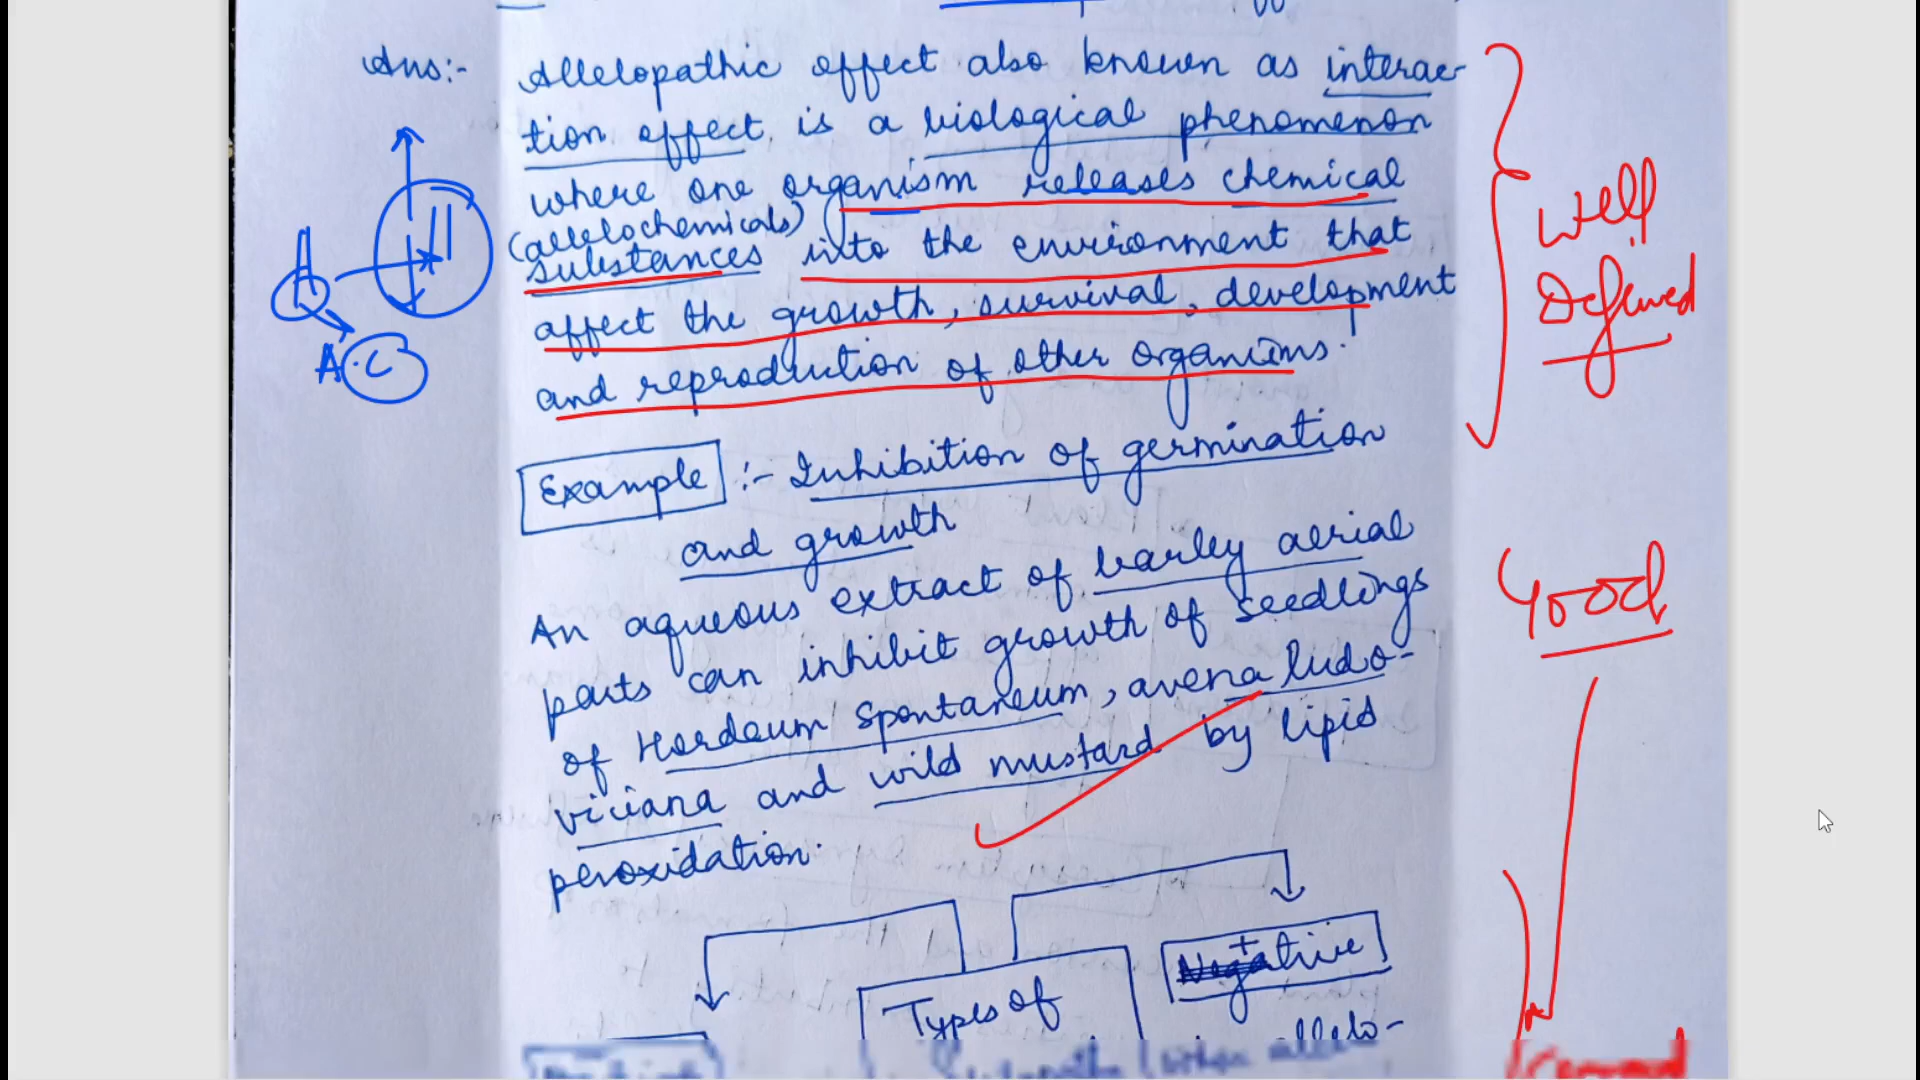 Ans:- Allelopathic effect also known as interac-
tion effect is a biological phenomenon
where one organism releases chemical
(allelochemicals)
substances into the environment that
affect the growth, survival, development
and reproduction of other organisms.
A
H
A.C
Well
Defined
Example :- Inhibition of germination
and growth
An aqueous extract of barley aerial
parts can inhibit growth of seedlings
of Hordeum spontaneum, avena ludo-
viciana and wild mustard by lipid
peroxidation.
Good
Types of
+tive
allelo-